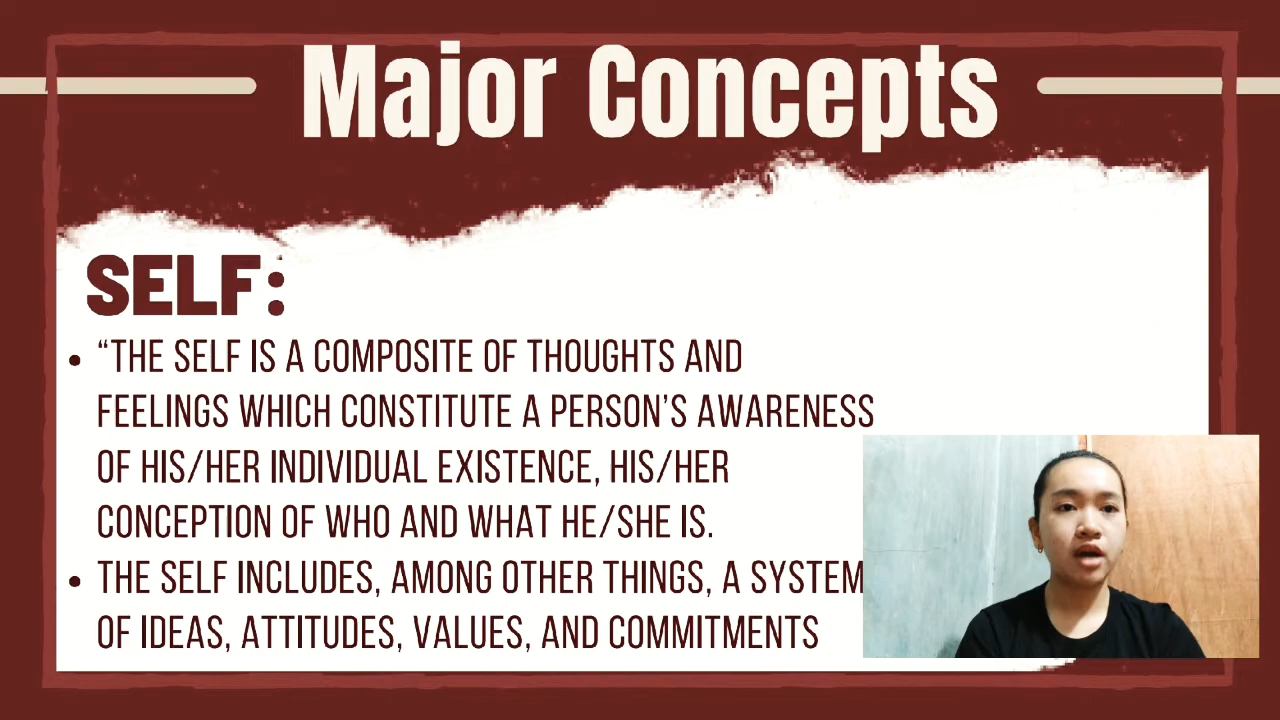 Major Concepts
SELF:
• “THE SELF IS A COMPOSITE OF THOUGHTS AND
FEELINGS WHICH CONSTITUTE A PERSON’S AWARENESS
OF HIS/HER INDIVIDUAL EXISTENCE, HIS/HER
CONCEPTION OF WHO AND WHAT HE/SHE IS.
• THE SELF INCLUDES, AMONG OTHER THINGS, A SYSTEM
OF IDEAS, ATTITUDES, VALUES, AND COMMITMENTS